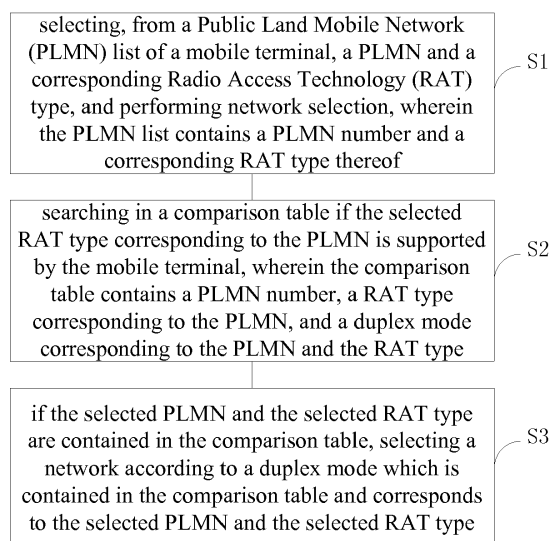 selecting, from a Public Land Mobile Network
(PLMN) list of a mobile terminal, a PLMN and a
corresponding Radio Access Technology (RAT)
type, and performing network selection, wherein
the PLMN list contains a PLMN number and a
corresponding RAT type thereof
S1
searching in a comparison table if the selected
RAT type corresponding to the PLMN is supported
by the mobile terminal, wherein the comparison
table contains a PLMN number, a RAT type
corresponding to the PLMN, and a duplex mode
corresponding to the PLMN and the RAT type
S2
if the selected PLMN and the selected RAT type
are contained in the comparison table, selecting a
network according to a duplex mode which is
contained in the comparison table and corresponds
to the selected PLMN and the selected RAT type
S3